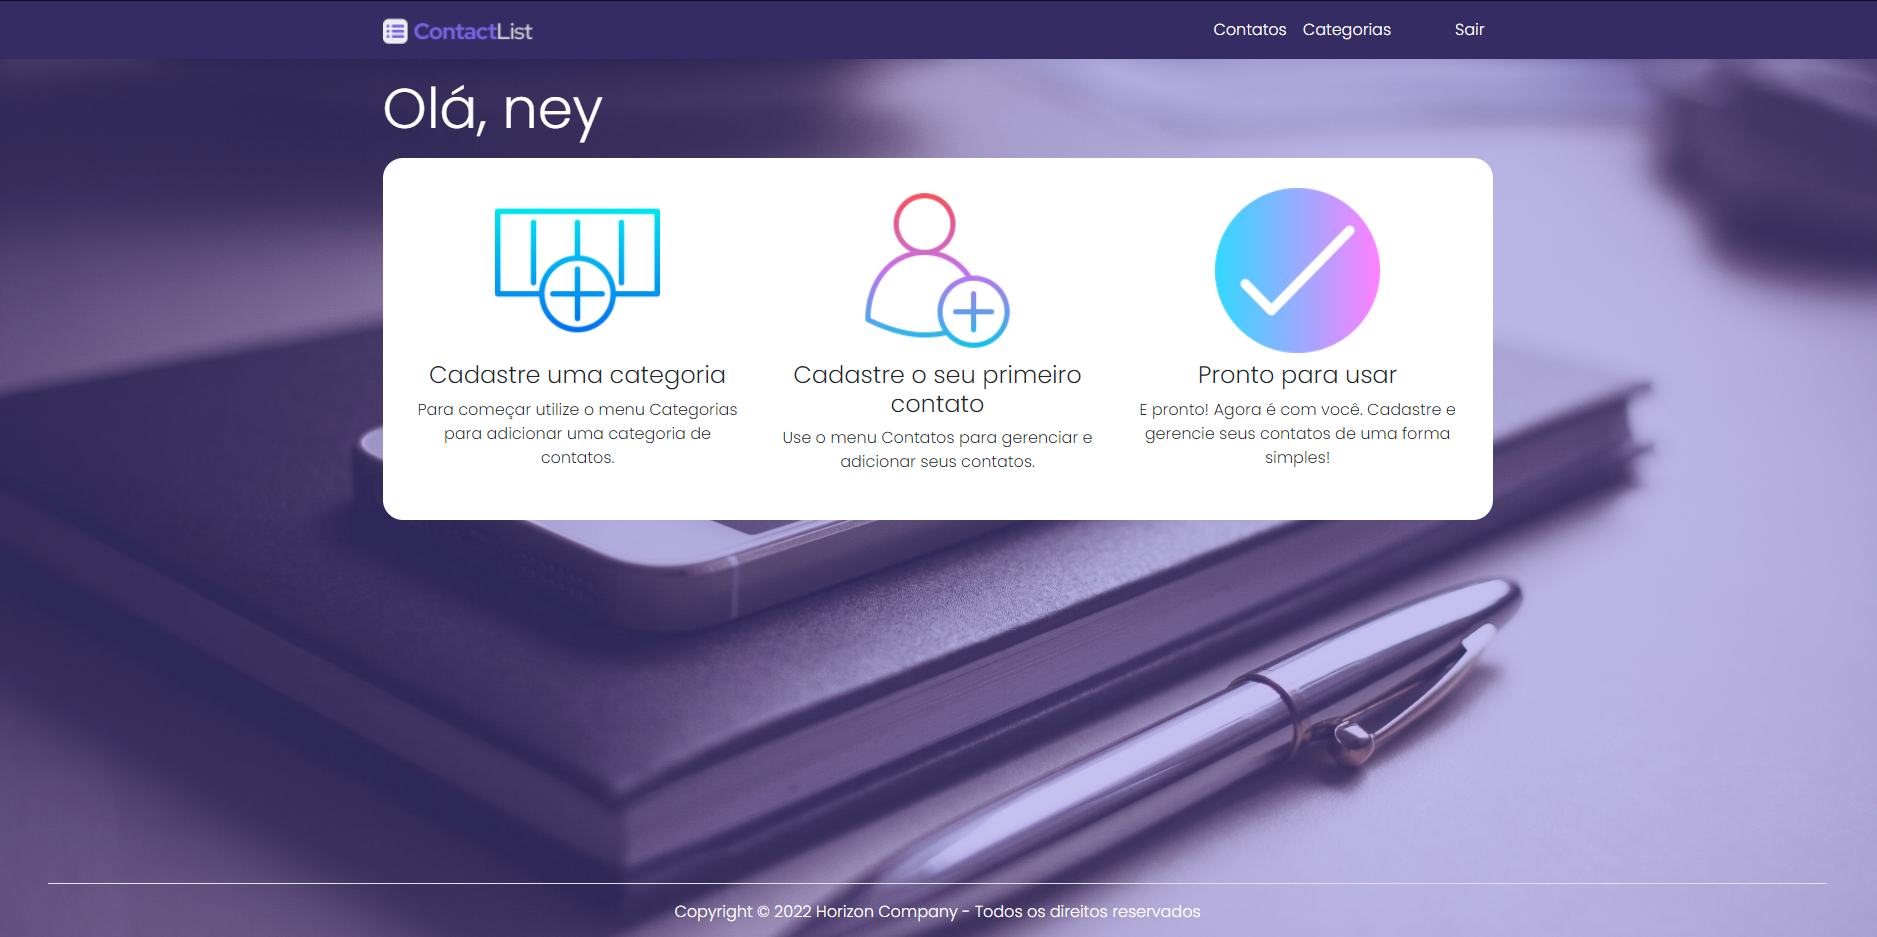 ContactList
Contatos Categorias Sair
Olá, ney
Cadastre uma categoria
Para começar utilize o menu Categorias
para adicionar uma categoria de
contatos.
Cadastre o seu primeiro
contato
Use o menu Contatos para gerenciar e
adicionar seus contatos.
Pronto para usar
E pronto! Agora é com você. Cadastre e
gerencie seus contatos de uma forma
simples!
Copyright © 2022 Horizon Company - Todos os direitos reservados